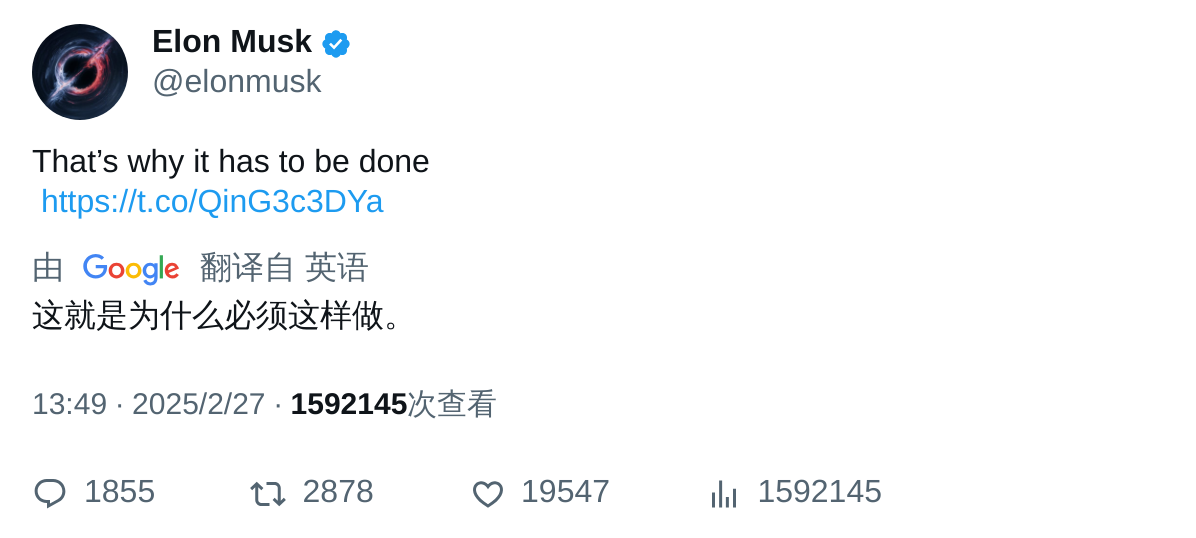 Elon Musk
@elonmusk
That’s why it has to be done
https://t.co/QinG3c3DYa
由 Google 翻译自 英语
这就是为什么必须这样做。
13:49 · 2025/2/27 · 1592145次查看
1855 2878 19547 1592145